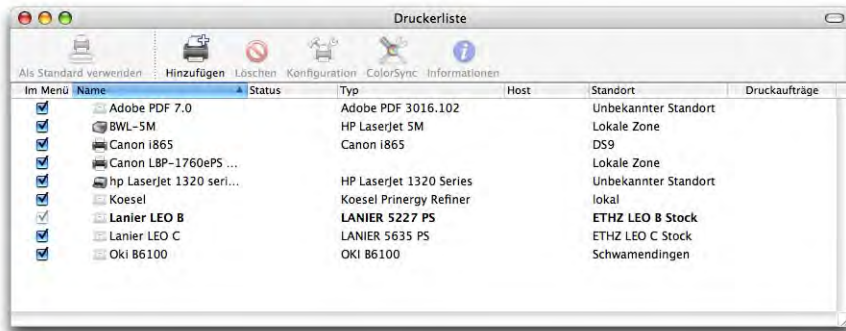 Druckerliste
Als Standard verwenden Hinzufügen Löschen Konfiguration ColorSync Informationen
Im Menü Name Status Typ Host Standort Druckaufträge
Adobe PDF 7.0 Adobe PDF 3016.102 Unbekannter Standort
BWL-5M HP LaserJet 5M Lokale Zone
Canon i865 Canon i865 DS9
Canon LBP-1760ePS ... Lokale Zone
hp LaserJet 1320 seri... HP LaserJet 1320 Series Unbekannter Standort
Koesel Koesel Prinergy Refiner lokal
Lanier LEO B LANIER 5227 PS ETHZ LEO B Stock
Lanier LEO C LANIER 5635 PS ETHZ LEO C Stock
Oki B6100 OKI B6100 Schwamendingen